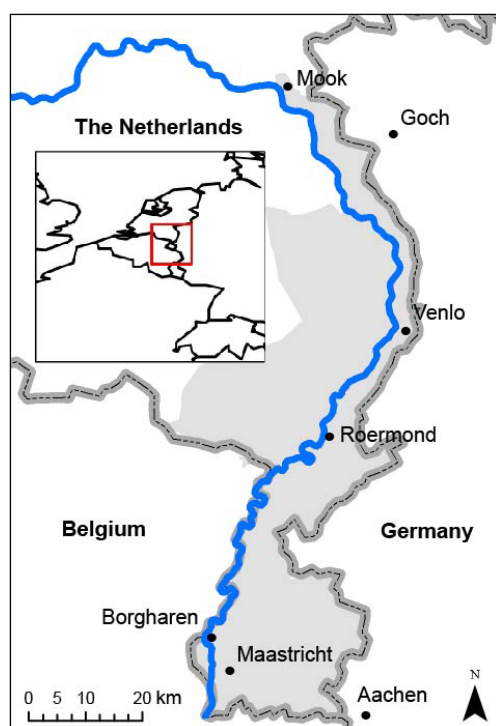 Mook
Goch
The Netherlands
Venlo
Roermond
Belgium
Germany
Borgharen
Maastricht
N
0 5 10 20 km
Aachen